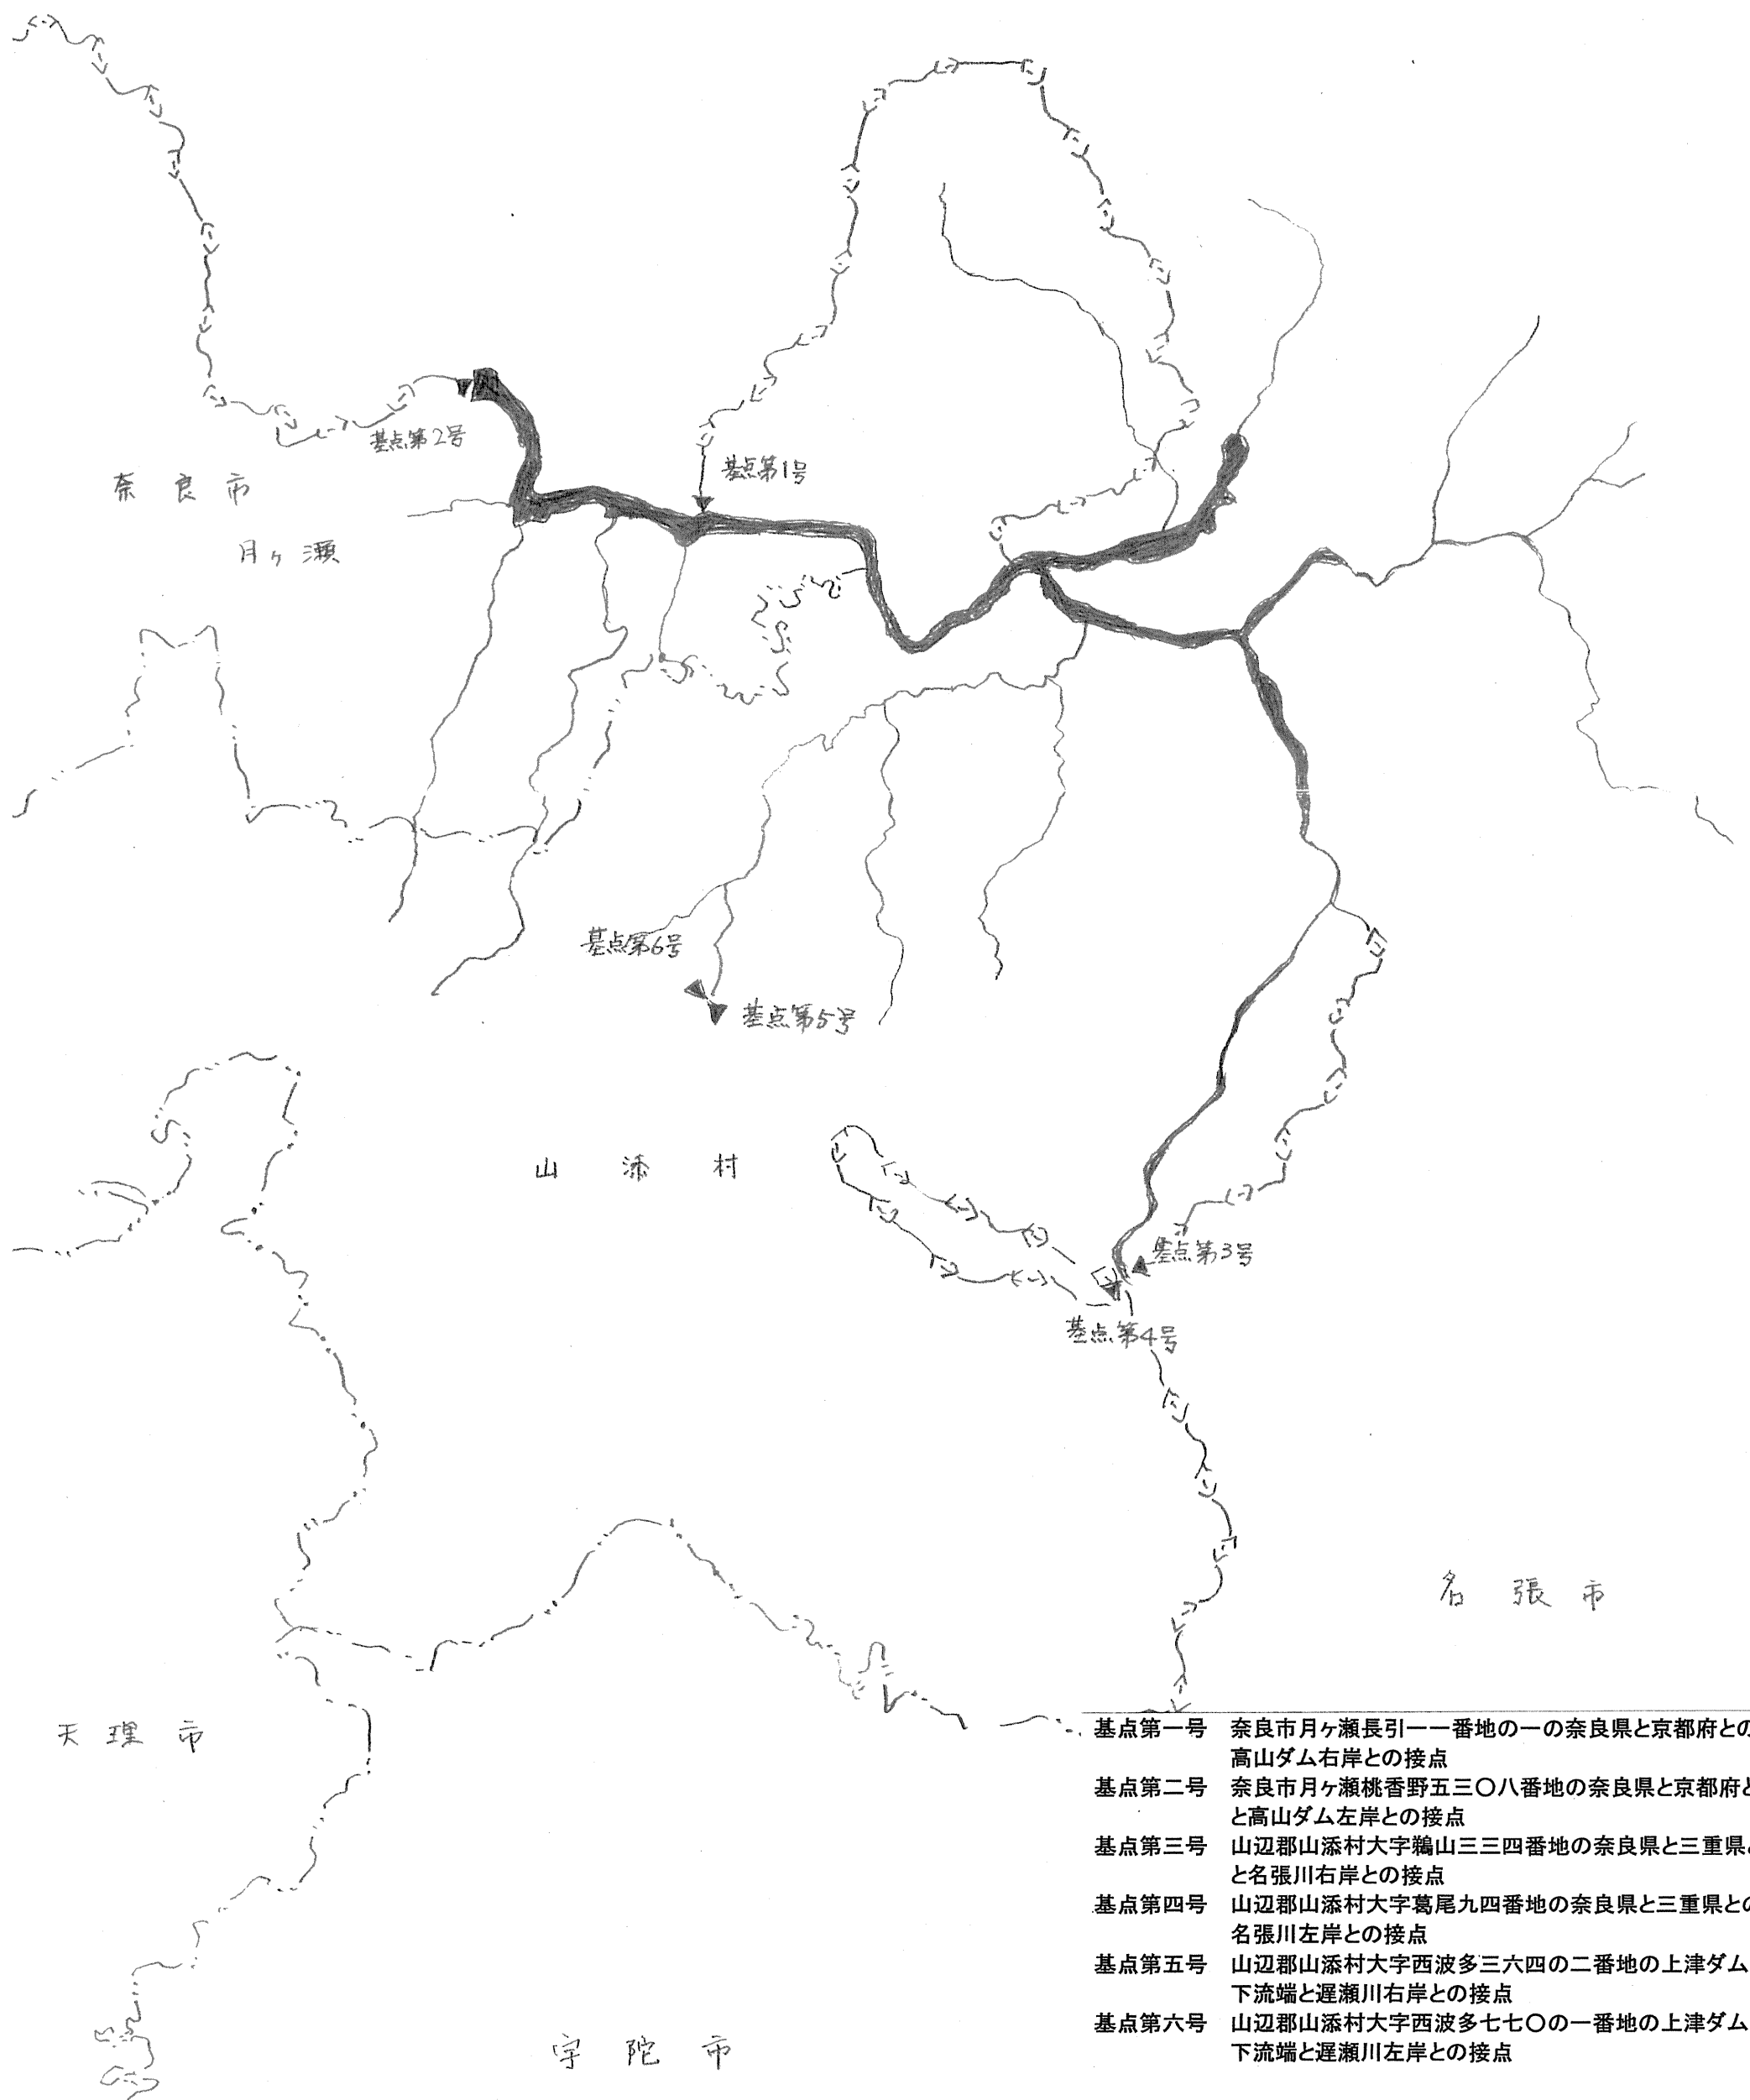 基点第2号
基点第1号
奈良市
月ヶ瀬
基点第6号
基点第5号
山添村
基点第3号
基点第4号
名張市
天理市
宇陀市
基点第一号 奈良市月ヶ瀬長引一一番地の一の奈良県と京都府との
高山ダム右岸との接点
基点第二号 奈良市月ヶ瀬桃香野五三〇八番地の奈良県と京都府と
と高山ダム左岸との接点
基点第三号 山辺郡山添村大字鵜山三三四番地の奈良県と三重県
と名張川右岸との接点
基点第四号 山辺郡山添村大字葛尾九四番地の奈良県と三重県との
名張川左岸との接点
基点第五号 山辺郡山添村大字西波多三六四の二番地の上津ダム
下流端と遅瀬川右岸との接点
基点第六号 山辺郡山添村大字西波多七七〇の一番地の上津ダム
下流端と遅瀬川左岸との接点